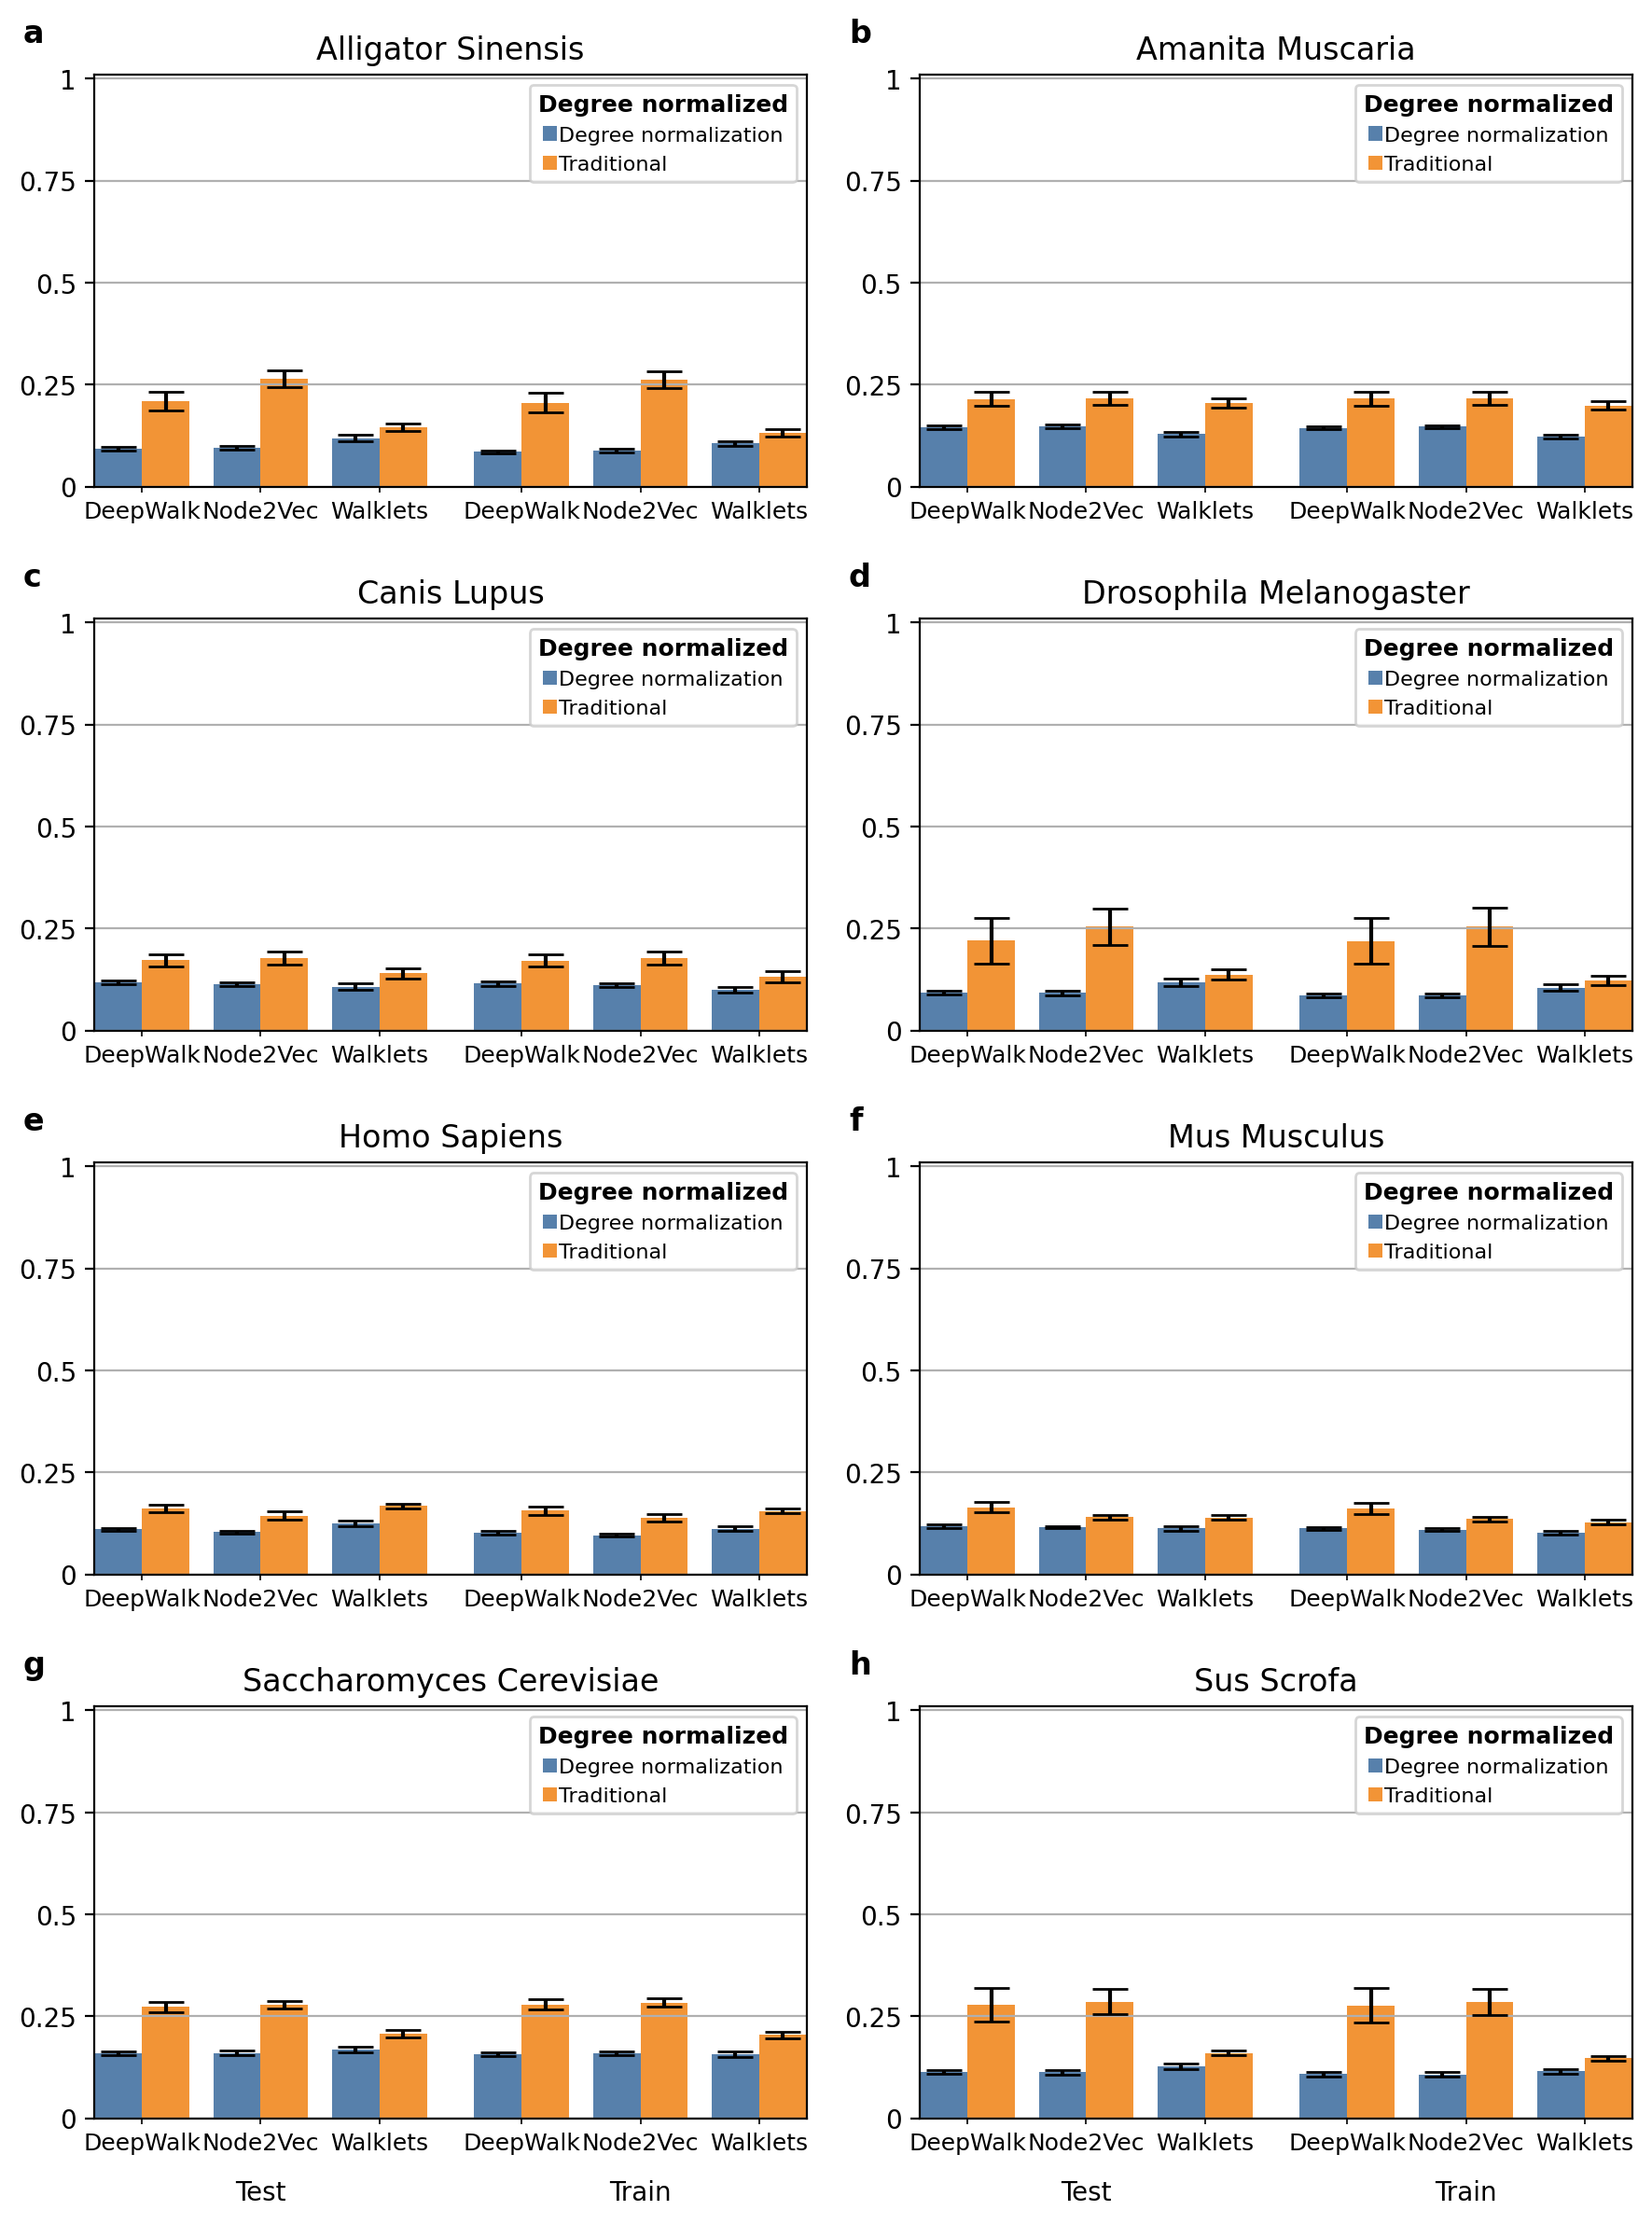 a
Alligator Sinensis
1
0.75
0.5
0.25
0
Degree normalized
Degree normalization
Traditional
DeepWalk Node2Vec Walklets DeepWalk Node2Vec Walklets
b
Amanita Muscaria
1
0.75
0.5
0.25
0
Degree normalized
Degree normalization
Traditional
DeepWalk Node2Vec Walklets DeepWalk Node2Vec Walklets
c
Canis Lupus
1
0.75
0.5
0.25
0
Degree normalized
Degree normalization
Traditional
DeepWalk Node2Vec Walklets DeepWalk Node2Vec Walklets
d
Drosophila Melanogaster
1
0.75
0.5
0.25
0
Degree normalized
Degree normalization
Traditional
DeepWalk Node2Vec Walklets DeepWalk Node2Vec Walklets
e
Homo Sapiens
1
0.75
0.5
0.25
0
Degree normalized
Degree normalization
Traditional
DeepWalk Node2Vec Walklets DeepWalk Node2Vec Walklets
f
Mus Musculus
1
0.75
0.5
0.25
0
Degree normalized
Degree normalization
Traditional
DeepWalk Node2Vec Walklets DeepWalk Node2Vec Walklets
g
Saccharomyces Cerevisiae
1
0.75
0.5
0.25
0
Degree normalized
Degree normalization
Traditional
DeepWalk Node2Vec Walklets DeepWalk Node2Vec Walklets
Test Train
h
Sus Scrofa
1
0.75
0.5
0.25
0
Degree normalized
Degree normalization
Traditional
DeepWalk Node2Vec Walklets DeepWalk Node2Vec Walklets
Test Train